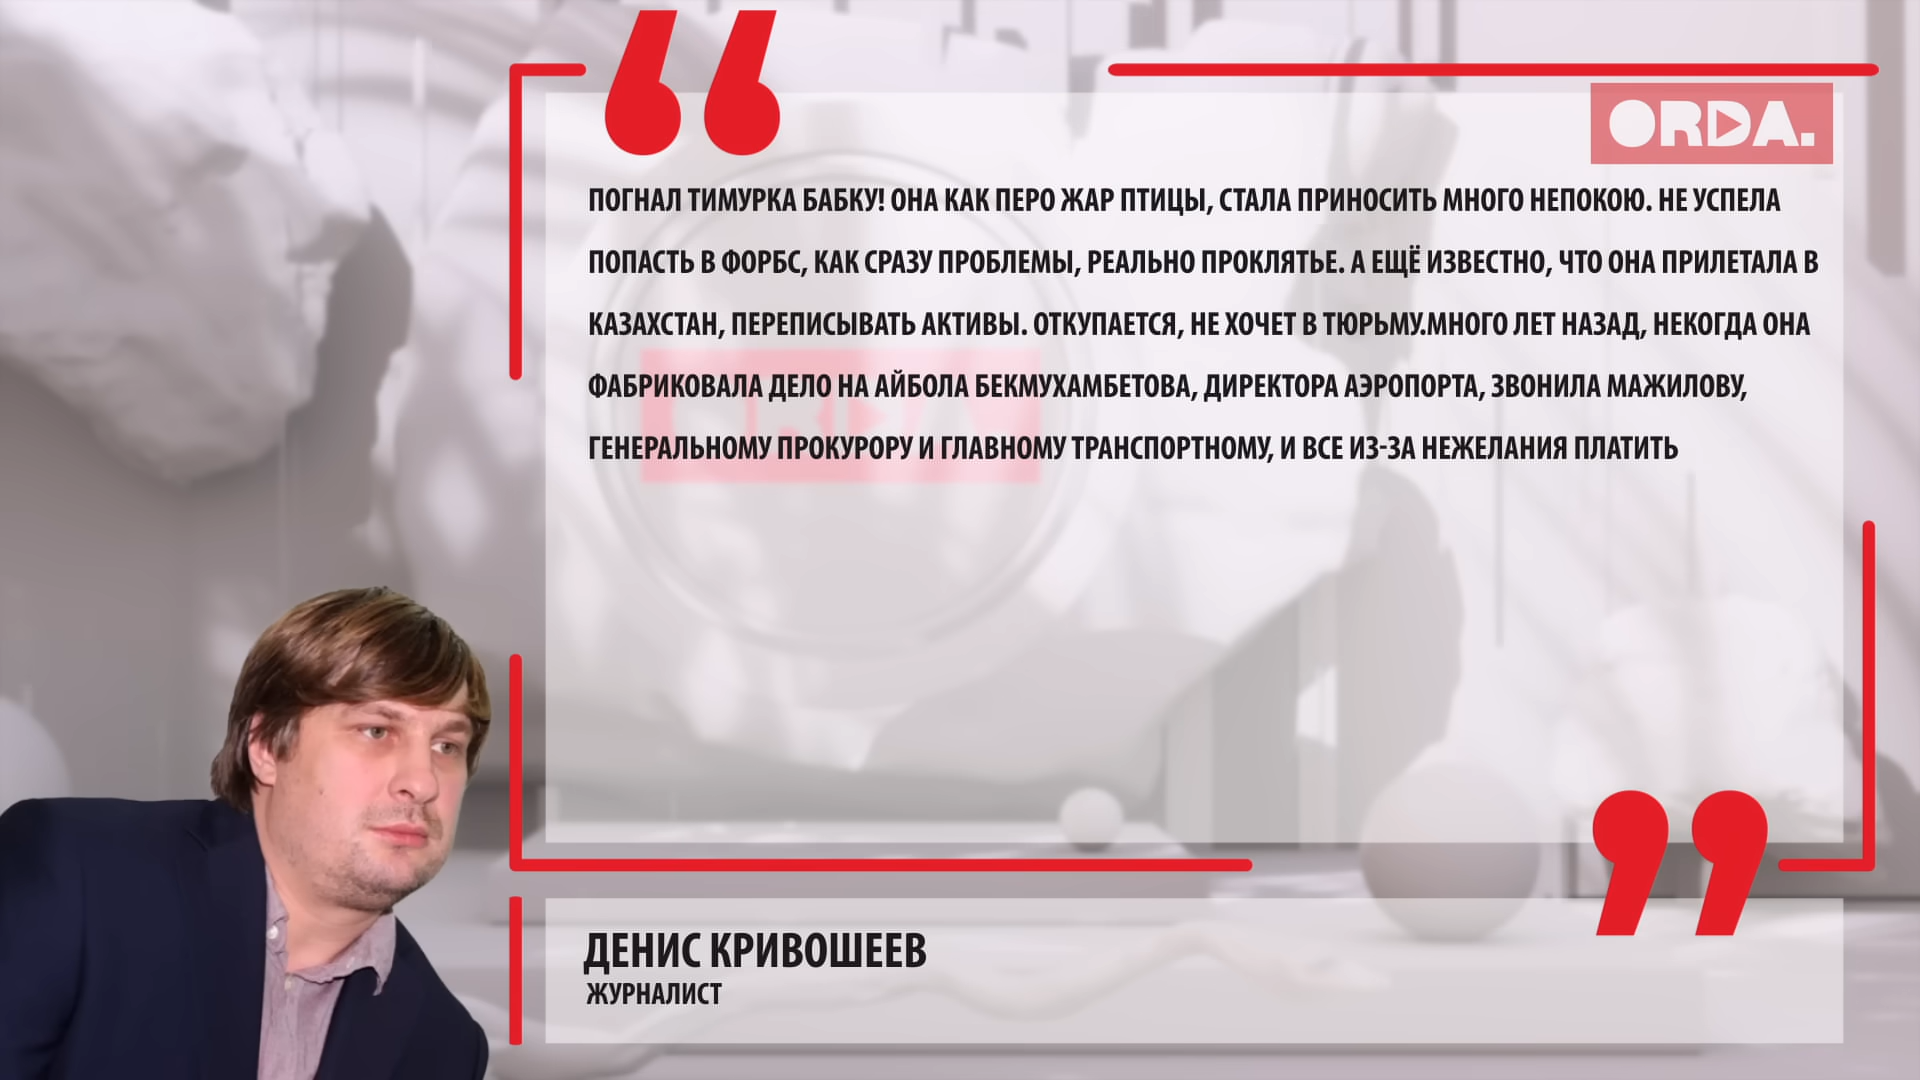 ORDA.
ПОГНАЛ ТИМУРКА БАБКУ! ОНА КАК ПЕРО ЖАР ПТИЦЫ, СТАЛА ПРИНОСИТЬ МНОГО НЕПОКОЮ. НЕ УСПЕЛА
ПОПАСТЬ В ФОРБС, КАК СРАЗУ ПРОБЛЕМЫ, РЕАЛЬНО ПРОКЛЯТЬЕ. А ЕЩЁ ИЗВЕСТНО, ЧТО ОНА ПРИЛЕТАЛА В
КАЗАХСТАН, ПЕРЕПИСЫВАТЬ АКТИВЫ. ОТКУПАЕТСЯ, НЕ ХОЧЕТ В ТЮРЬМУ.МНОГО ЛЕТ НАЗАД, НЕКОГДА ОНА
ФАБРИКОВАЛА ДЕЛО НА АЙБОЛА БЕКМУХАМБЕТОВА, ДИРЕКТОРА АЭРОПОРТА, ЗВОНИЛА МАЖИЛОВУ,
ГЕНЕРАЛЬНОМУ ПРОКУРОРУ И ГЛАВНОМУ ТРАНСПОРТНОМУ, И ВСЕ ИЗ-ЗА НЕЖЕЛАНИЯ ПЛАТИТЬ
ДЕНИС КРИВОШЕЕВ
ЖУРНАЛИСТ